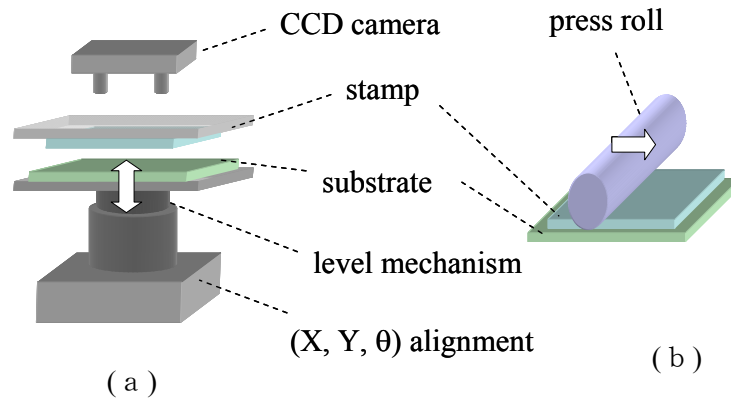 CCD camera
press roll
stamp
substrate
level mechanism
(X, Y, θ) alignment
( a )
( b )